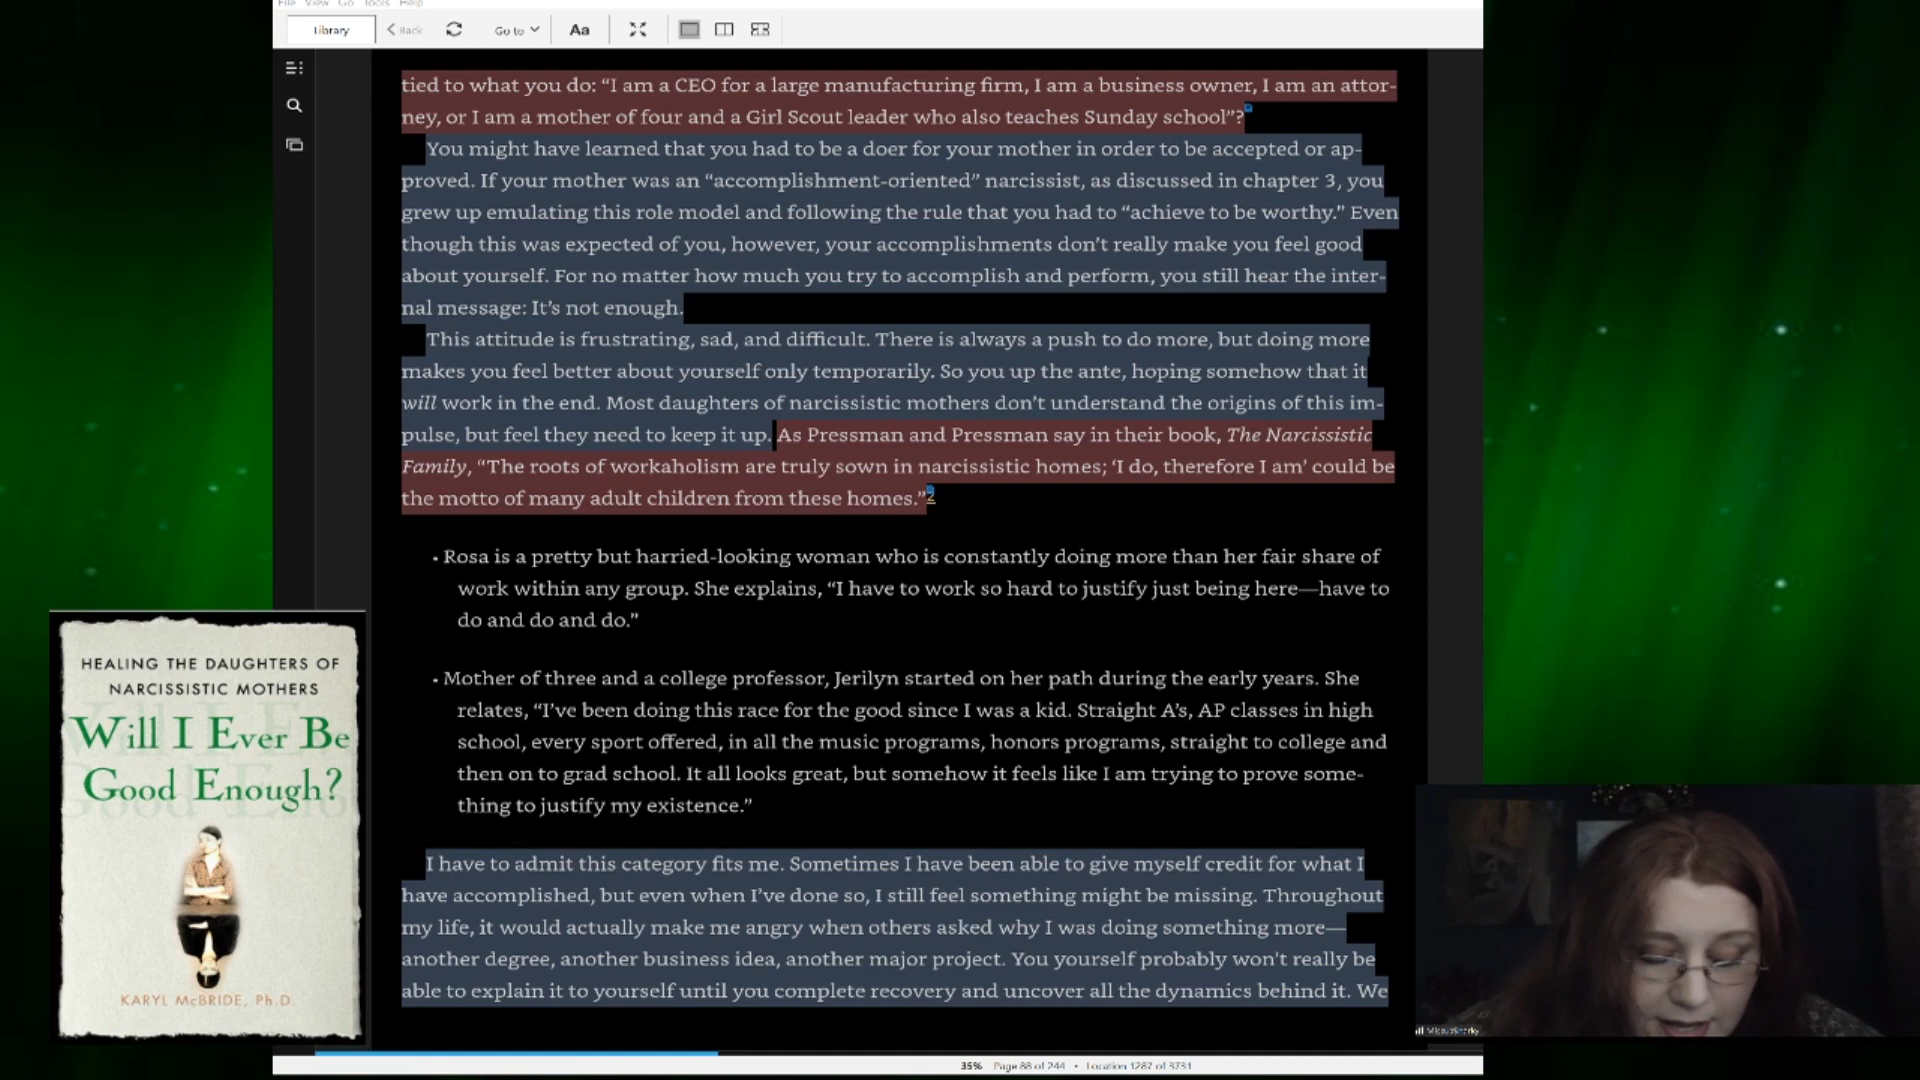 File View Go Tools Help
Library
Back
Go to
Aa
tied to what you do: “I am a CEO for a large manufacturing firm, I am a business owner, I am an attor-
ney, or I am a mother of four and a Girl Scout leader who also teaches Sunday school”?
You might have learned that you had to be a doer for your mother in order to be accepted or ap-
proved. If your mother was an “accomplishment-oriented” narcissist, as discussed in chapter 3, you
grew up emulating this role model and following the rule that you had to “achieve to be worthy.” Even
though this was expected of you, however, your accomplishments don’t really make you feel good
about yourself. For no matter how much you try to accomplish and perform, you still hear the inter-
nal message: It’s not enough.
This attitude is frustrating, sad, and difficult. There is always a push to do more, but doing more
makes you feel better about yourself only temporarily. So you up the ante, hoping somehow that it
will work in the end. Most daughters of narcissistic mothers don’t understand the origins of this im-
pulse, but feel they need to keep it up. As Pressman and Pressman say in their book, The Narcissistic
Family, “The roots of workaholism are truly sown in narcissistic homes; ‘I do, therefore I am’ could be
the motto of many adult children from these homes.”2
• Rosa is a pretty but harried-looking woman who is constantly doing more than her fair share of
work within any group. She explains, “I have to work so hard to justify just being here—have to
do and do and do.”
• Mother of three and a college professor, Jerilyn started on her path during the early years. She
relates, “I’ve been doing this race for the good since I was a kid. Straight A’s, AP classes in high
school, every sport offered, in all the music programs, honors programs, straight to college and
then on to grad school. It all looks great, but somehow it feels like I am trying to prove some-
thing to justify my existence.”
I have to admit this category fits me. Sometimes I have been able to give myself credit for what I
have accomplished, but even when I’ve done so, I still feel something might be missing. Throughout
my life, it would actually make me angry when others asked why I was doing something more—
another degree, another business idea, another major project. You yourself probably won't really be
able to explain it to yourself until you complete recovery and uncover all the dynamics behind it. We
35% Page 88 of 244 • Location 1287 of 3731
HEALING THE DAUGHTERS OF
NARCISSISTIC MOTHERS
Will I Ever Be
Good Enough?
KARYL McBRIDE, Ph.D.